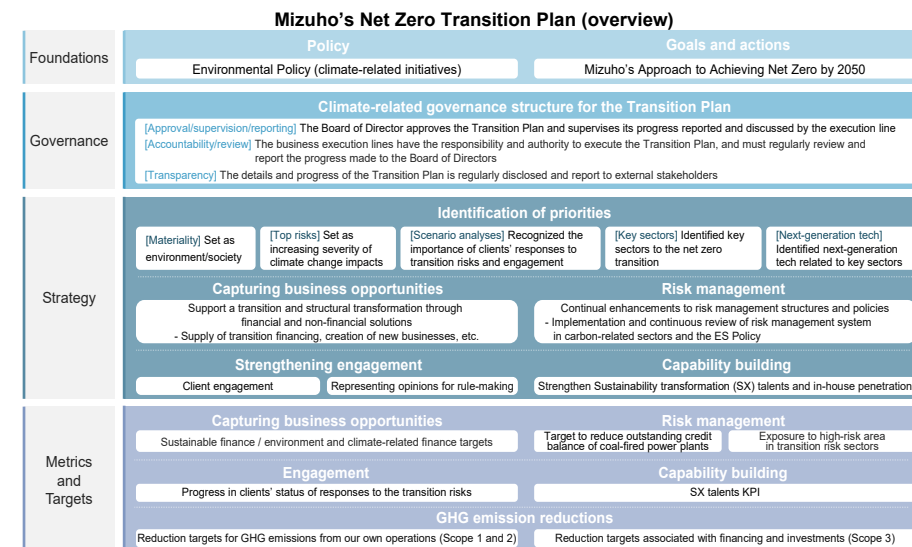 Mizuho's Net Zero Transition Plan (overview)
Foundations
Policy
Goals and actions
Environmental Policy (climate-related initiatives)
Mizuho's Approach to Achieving Net Zero by 2050
Governance
Climate-related governance structure for the Transition Plan
[Approval/supervision/reporting] The Board of Director approves the Transition Plan and supervises its progress reported and discussed by the execution line
[Accountability/review] The business execution lines have the responsibility and authority to execute the Transition Plan, and must regularly review and
report the progress made to the Board of Directors
[Transparency] The details and progress of the Transition Plan is regularly disclosed and report to external stakeholders
Strategy
Identification of priorities
[Materiality] Set as
environment/society
[Top risks] Set as
increasing severity of
climate change impacts
[Scenario analyses] Recognized the
importance of clients' responses to
transition risks and engagement
[Key sectors] Identified key
sectors to the net zero
transition
[Next-generation tech]
Identified next-generation
tech related to key sectors
Capturing business opportunities
Support a transition and structural transformation through
financial and non-financial solutions
- Supply of transition financing, creation of new businesses, etc.
Risk management
Continual enhancements to risk management structures and policies
- Implementation and continuous review of risk management system
in carbon-related sectors and the ES Policy
Strengthening engagement
Client engagement
Representing opinions for rule-making
Capability building
Strengthen Sustainability transformation (SX) talents and in-house penetration
Metrics
and
Targets
Capturing business opportunities
Sustainable finance / environment and climate-related finance targets
Risk management
Target to reduce outstanding credit
balance of coal-fired power plants
Exposure to high-risk area
in transition risk sectors
Engagement
Progress in clients' status of responses to the transition risks
Capability building
SX talents KPI
GHG emission reductions
Reduction targets for GHG emissions from our own operations (Scope 1 and 2)
Reduction targets associated with financing and investments (Scope 3)